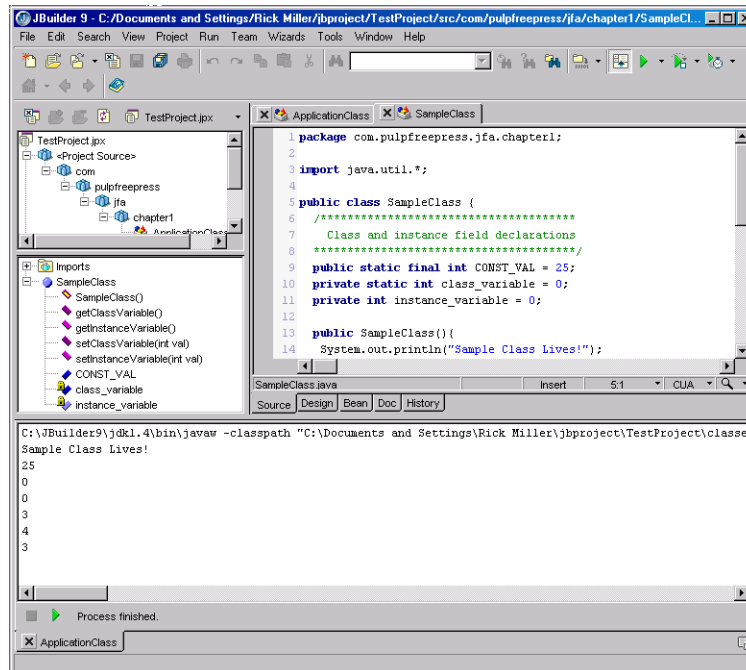 JBuilder 9 - C:/Documents and Settings/Rick Miller/jbproject/TestProject/src/com/pulpfreepress/jfa/chapter1/SampleCl...
File Edit Search View Project Run Team Wizards Tools Window Help
TestProject.jpx
TestProject.jpx
<Project Source>
com
pulpfreepress
jfa
chapter1
ApplicationClass
Imports
SampleClass
SampleClass()
getClassVariable()
getInstanceVariable()
setClassVariable(int val)
setInstanceVariable(int val)
CONST_VAL
class_variable
instance_variable
ApplicationClass SampleClass
1 package com.pulpfreepress.jfa.chapter1;
2
3 import java.util.*;
4
5 public class SampleClass {
6 /***************************************
7 Class and instance field declarations
8 ***************************************/
9 public static final int CONST_VAL = 25;
10 private static int class_variable = 0;
11 private int instance_variable = 0;
12
13 public SampleClass(){
14 System.out.println("Sample Class Lives!");
SampleClass.java Insert 5:1 CUA
Source Design Bean Doc History
C:\JBuilder9\jdk1.4\bin\javaw -classpath "C:\Documents and Settings\Rick Miller\jbproject\TestProject\classe
Sample Class Lives!
25
0
0
3
4
3
Process finished.
ApplicationClass